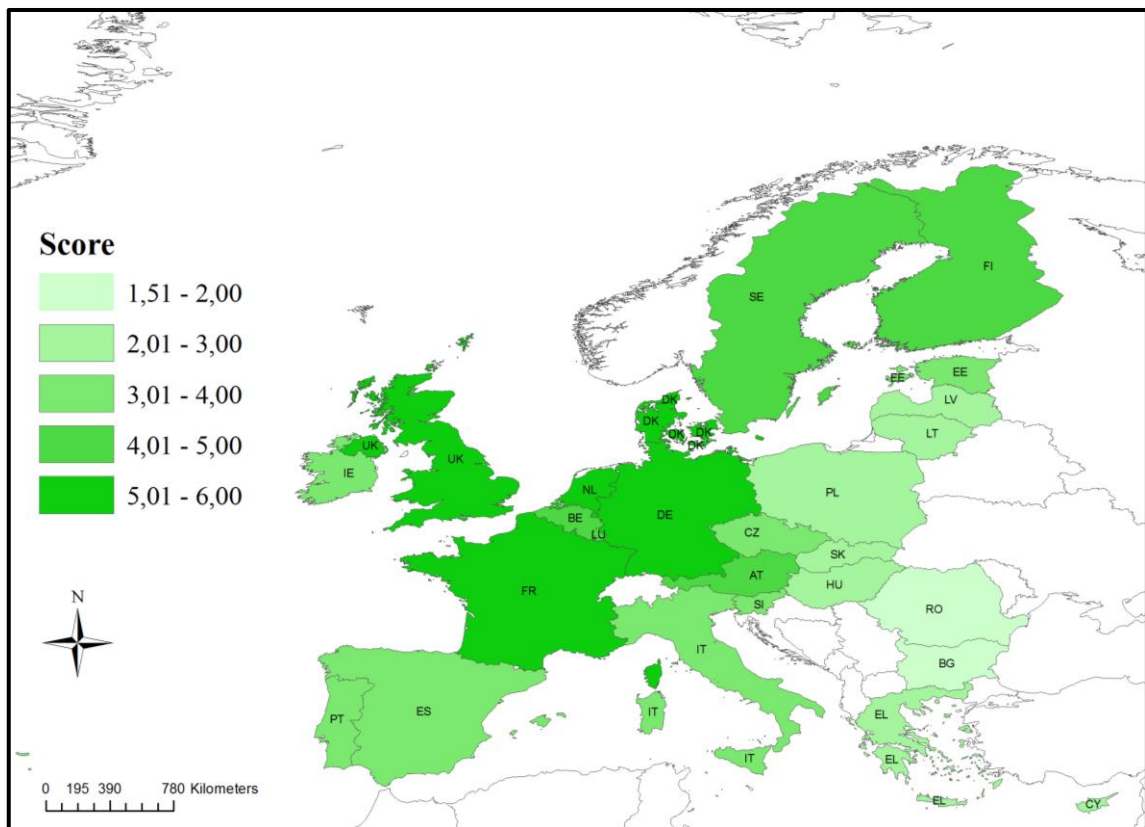 Score
1,51 - 2,00
2,01 - 3,00
3,01 - 4,00
4,01 - 5,00
5,01 - 6,00
N
0 195 390 780 Kilometers
FI
SE
EE
EE
LV
LT
DK
DK
DK
DK
DK
UK
UK
IE
NL
BE
LU
DE
PL
CZ
SK
AT
HU
SI
FR
RO
BG
IT
IT
IT
PT
ES
EL
EL
EL
CY